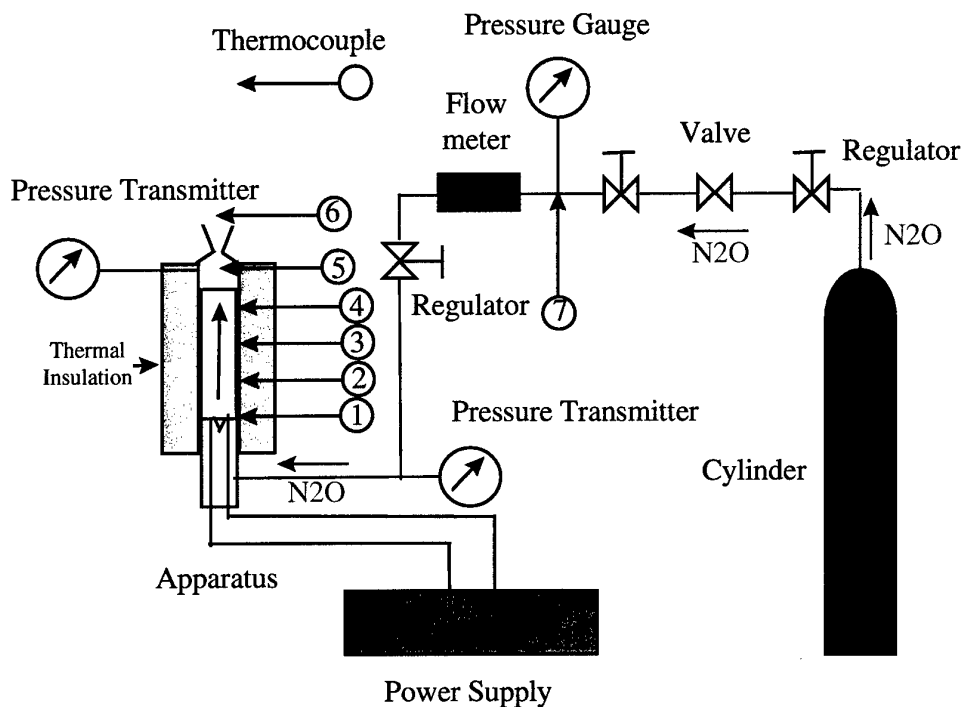 Pressure Gauge
Thermocouple
Flow
meter
Valve
Regulator
Pressure Transmitter
6
N2O
N2O
5
Regulator
7
4
3
Thermal
Insulation
2
1
Pressure Transmitter
N2O
Cylinder
Apparatus
Power Supply